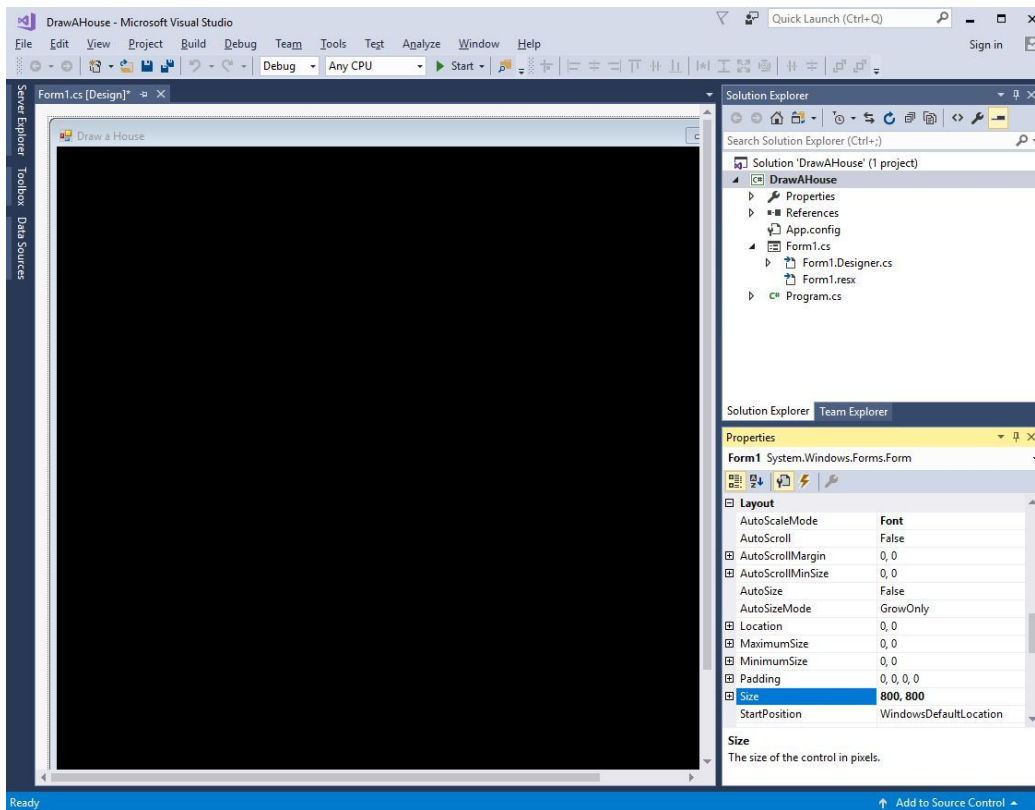 DrawAHouse - Microsoft Visual Studio
Quick Launch (Ctrl+Q)
File Edit View Project Build Debug Team Tools Test Analyze Window Help
Sign in
Debug Any CPU Start
Server Explorer
Toolbox
Data Sources
Form1.cs [Design]*
Draw a House
Solution Explorer
Search Solution Explorer (Ctrl+;)
Solution 'DrawAHouse' (1 project)
C# DrawAHouse
Properties
References
App.config
Form1.cs
Form1.Designer.cs
Form1.resx
C# Program.cs
Solution Explorer Team Explorer
Properties
Form1 System.Windows.Forms.Form
Layout
AutoScaleMode Font
AutoScroll False
AutoScrollMargin 0, 0
AutoScrollMinSize 0, 0
AutoSize False
AutoSizeMode GrowOnly
Location 0, 0
MaximumSize 0, 0
MinimumSize 0, 0
Padding 0, 0, 0, 0
Size 800, 800
StartPosition WindowsDefaultLocation
Size
The size of the control in pixels.
Ready
Add to Source Control